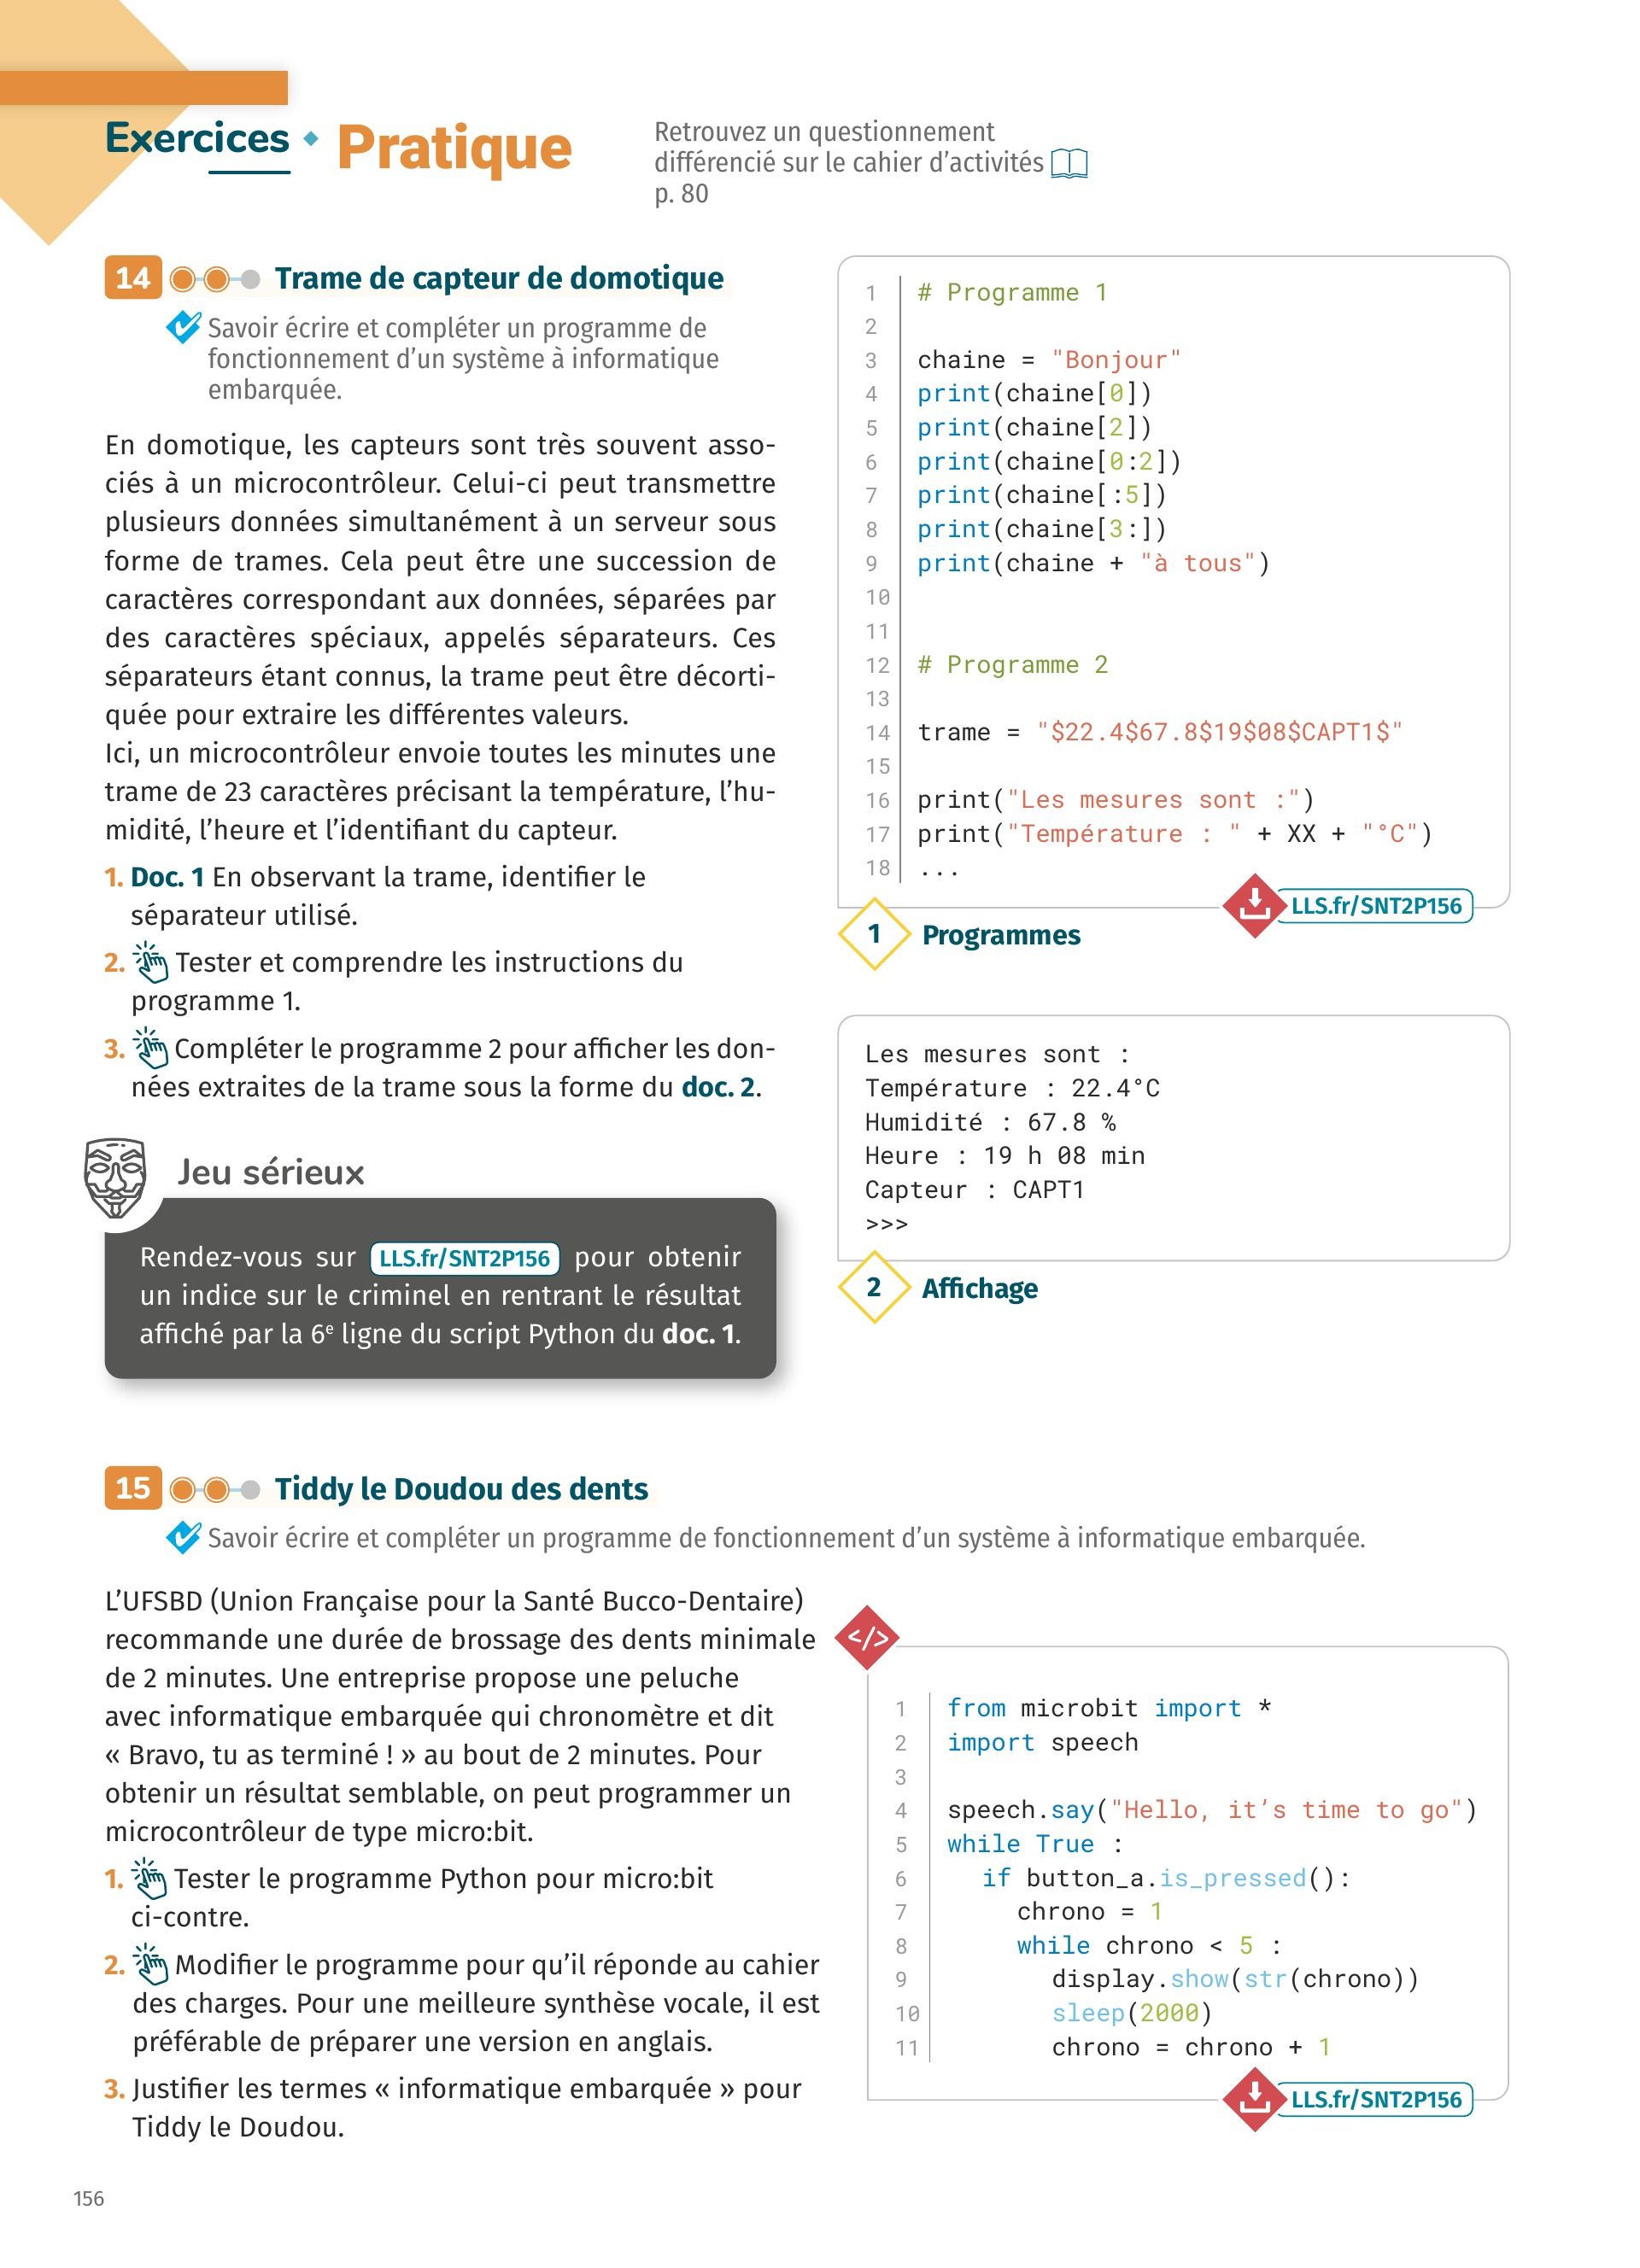 Exercices
Pratique
Retrouvez un questionnement
différencié sur le cahier d’activités
p. 80
14 Trame de capteur de domotique
Savoir écrire et compléter un programme de
fonctionnement d’un système à informatique
embarquée.
En domotique, les capteurs sont très souvent asso-
ciés à un microcontrôleur. Celui-ci peut transmettre
plusieurs données simultanément à un serveur sous
forme de trames. Cela peut être une succession de
caractères correspondant aux données, séparées par
des caractères spéciaux, appelés séparateurs. Ces
séparateurs étant connus, la trame peut être décorti-
quée pour extraire les différentes valeurs.
Ici, un microcontrôleur envoie toutes les minutes une
trame de 23 caractères précisant la température, l’hu-
midité, l’heure et l’identifiant du capteur.
1. Doc. 1 En observant la trame, identifier le
séparateur utilisé.
2. Tester et comprendre les instructions du
programme 1.
3. Compléter le programme 2 pour afficher les don-
nées extraites de la trame sous la forme du doc. 2.
Jeu sérieux
Rendez-vous sur LLS.fr/SNT2P156 pour obtenir
un indice sur le criminel en rentrant le résultat
affiché par la 6e ligne du script Python du doc. 1.
1 # Programme 1
2
3 chaine = "Bonjour"
4 print(chaine[0])
5 print(chaine[2])
6 print(chaine[0:2])
7 print(chaine[:5])
8 print(chaine[3:])
9 print(chaine + "à tous")
10
11
12 # Programme 2
13
14 trame = "$22.4$67.8$19$08$CAPT1$"
15
16 print("Les mesures sont :")
17 print("Température : " + XX + "°C")
18 ...
LLS.fr/SNT2P156
1 Programmes
Les mesures sont :
Température : 22.4°C
Humidité : 67.8 %
Heure : 19 h 08 min
Capteur : CAPT1
>>>
2 Affichage
15 Tiddy le Doudou des dents
Savoir écrire et compléter un programme de fonctionnement d’un système à informatique embarquée.
L’UFSBD (Union Française pour la Santé Bucco-Dentaire)
recommande une durée de brossage des dents minimale
de 2 minutes. Une entreprise propose une peluche
avec informatique embarquée qui chronomètre et dit
« Bravo, tu as terminé ! » au bout de 2 minutes. Pour
obtenir un résultat semblable, on peut programmer un
microcontrôleur de type micro:bit.
1. Tester le programme Python pour micro:bit
ci-contre.
2. Modifier le programme pour qu’il réponde au cahier
des charges. Pour une meilleure synthèse vocale, il est
préférable de préparer une version en anglais.
3. Justifier les termes « informatique embarquée » pour
Tiddy le Doudou.
</>
1 from microbit import *
2 import speech
3
4 speech.say("Hello, it’s time to go")
5 while True :
6 if button_a.is_pressed():
7 chrono = 1
8 while chrono < 5 :
9 display.show(str(chrono))
10 sleep(2000)
11 chrono = chrono + 1
LLS.fr/SNT2P156
156